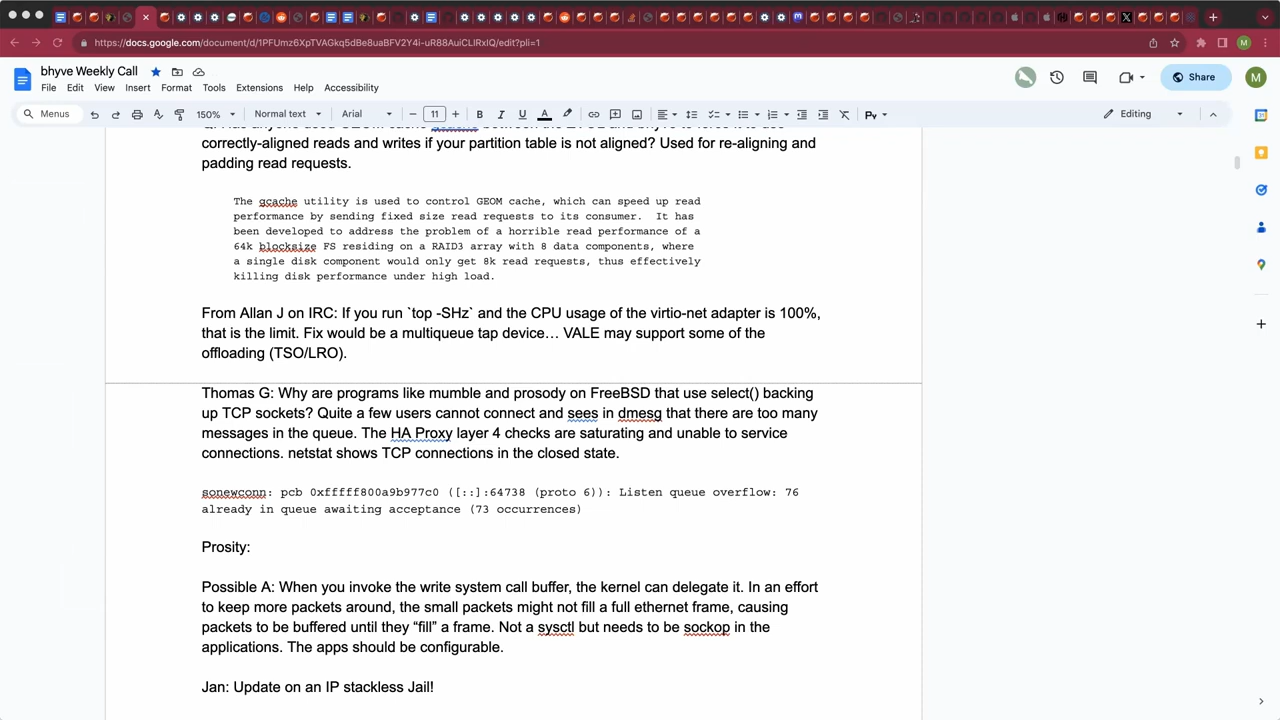 https://docs.google.com/document/d/1PFUmz6XpTVAGkq5dBe8uaBFV2Y4i-uR88AuiCLIRxIQ/edit?pli=1
M
bhyve Weekly Call
File Edit View Insert Format Tools Extensions Help Accessibility
Share
M
Menus 150% Normal text Arial 11 B I U A Editing
correctly-aligned reads and writes if your partition table is not aligned? Used for re-aligning and
padding read requests.
The gcache utility is used to control GEOM cache, which can speed up read
performance by sending fixed size read requests to its consumer. It has
been developed to address the problem of a horrible read performance of a
64k blocksize FS residing on a RAID3 array with 8 data components, where
a single disk component would only get 8k read requests, thus effectively
killing disk performance under high load.
From Allan J on IRC: If you run `top -SHz` and the CPU usage of the virtio-net adapter is 100%,
that is the limit. Fix would be a multiqueue tap device… VALE may support some of the
offloading (TSO/LRO).
Thomas G: Why are programs like mumble and prosody on FreeBSD that use select() backing
up TCP sockets? Quite a few users cannot connect and sees in dmesg that there are too many
messages in the queue. The HA Proxy layer 4 checks are saturating and unable to service
connections. netstat shows TCP connections in the closed state.
sonewconn: pcb 0xfffff800a9b977c0 ([::]:64738 (proto 6)): Listen queue overflow: 76
already in queue awaiting acceptance (73 occurrences)
Prosity:
Possible A: When you invoke the write system call buffer, the kernel can delegate it. In an effort
to keep more packets around, the small packets might not fill a full ethernet frame, causing
packets to be buffered until they “fill” a frame. Not a sysctl but needs to be sockop in the
applications. The apps should be configurable.
Jan: Update on an IP stackless Jail!